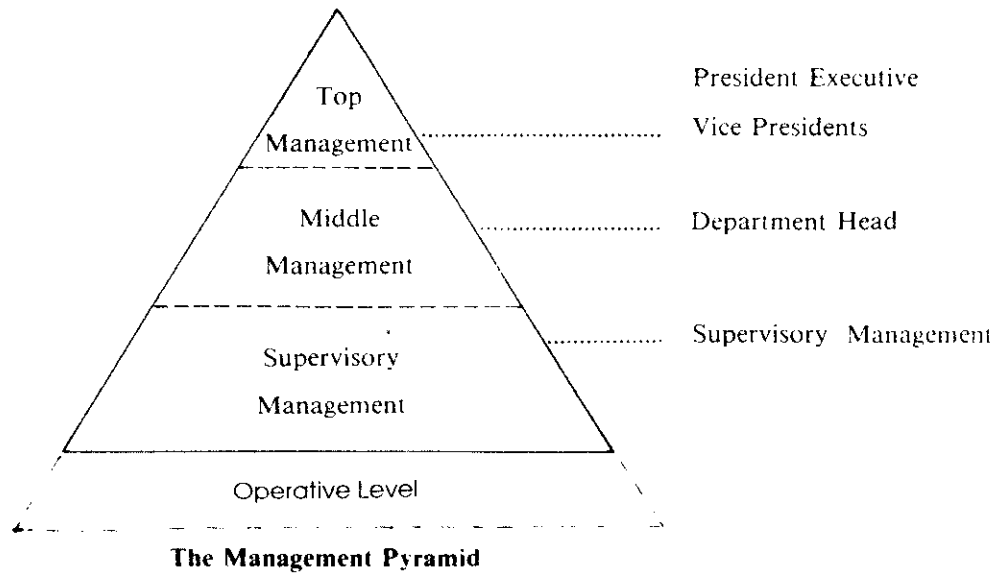 Top
Management
President Executive
Vice Presidents
Middle
Management
Department Head
Supervisory
Management
Supervisory Management
Operative Level
The Management Pyramid